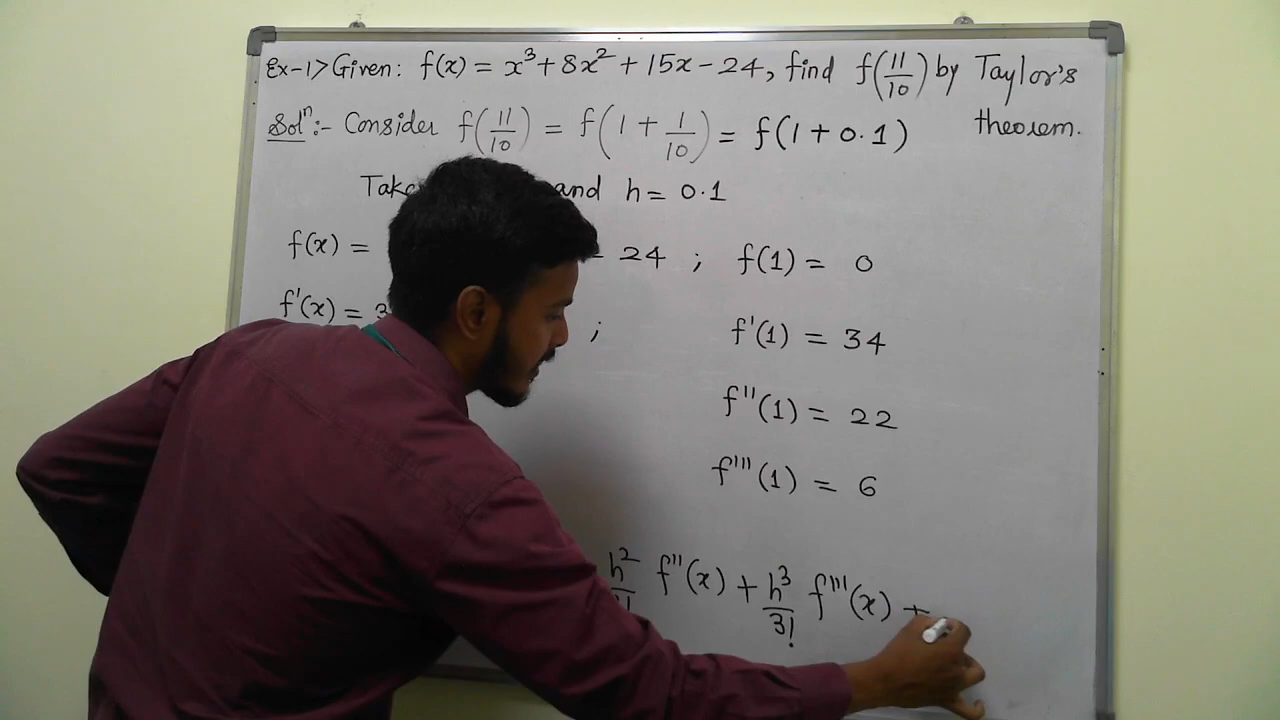 Ex-1> Given: f(x) = x³ + 8x² + 15x - 24, find f(11/10) by Taylor's theorem.
Solⁿ:- Consider f(11/10) = f(1 + 1/10) = f(1 + 0.1)
Take and h = 0.1
f(x) = - 24 ; f(1) = 0
f'(x) = 3 ; f'(1) = 34
f''(1) = 22
f'''(1) = 6
h² f''(x) + h³/3! f'''(x) +